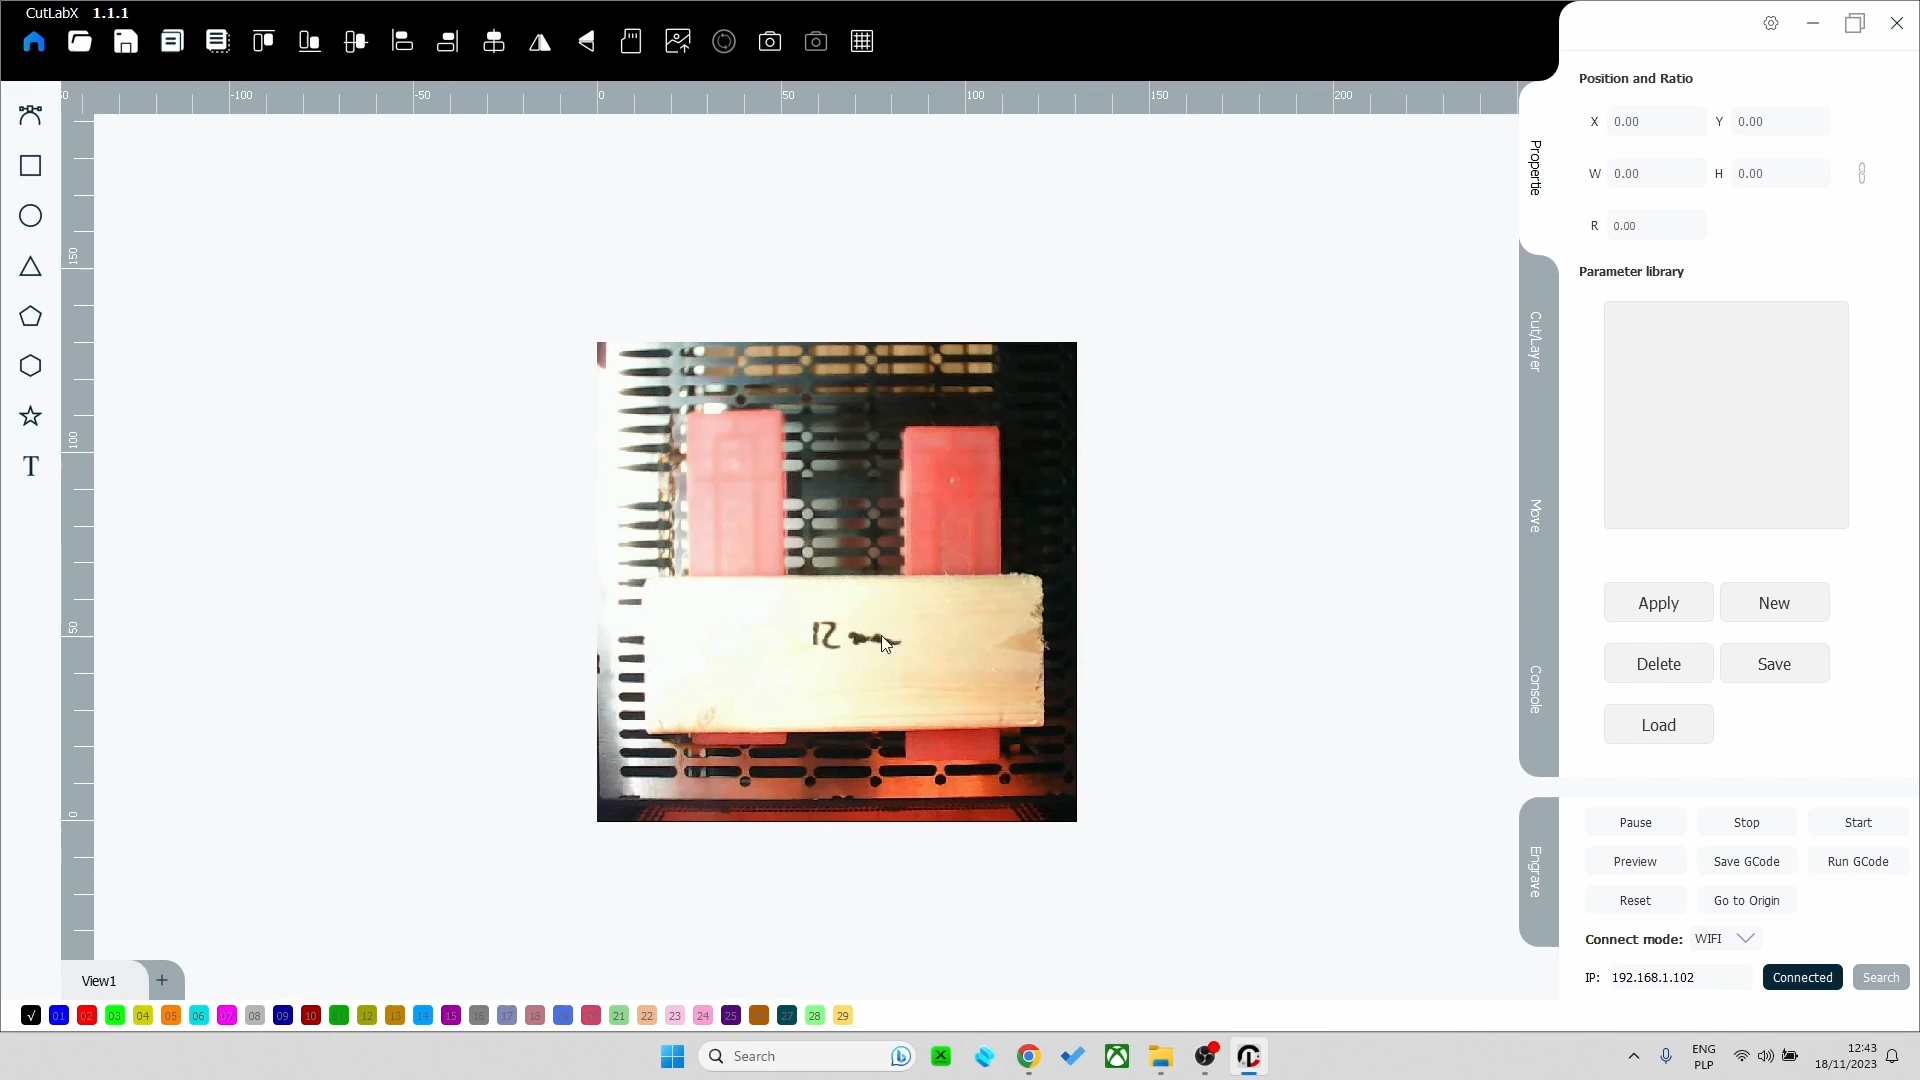 CutLabX 1.1.1
-100
-50
0
50
100
150
200
150
100
50
0
12 mm
Propertie
Cut/Layer
Move
Console
Engrave
Position and Ratio
X 0.00 Y 0.00
W 0.00 H 0.00
R 0.00
Parameter library
Apply New
Delete Save
Load
Pause Stop Start
Preview Save GCode Run GCode
Reset Go to Origin
Connect mode: WIFI
IP: 192.168.1.102 Connected Search
View1 +
√ 01 02 03 04 05 06 07 08 09 10 11 12 13 14 15 16 17 18 19 20 21 22 23 24 25 26 27 28 29
Search
ENG
PLP
12:43
18/11/2023